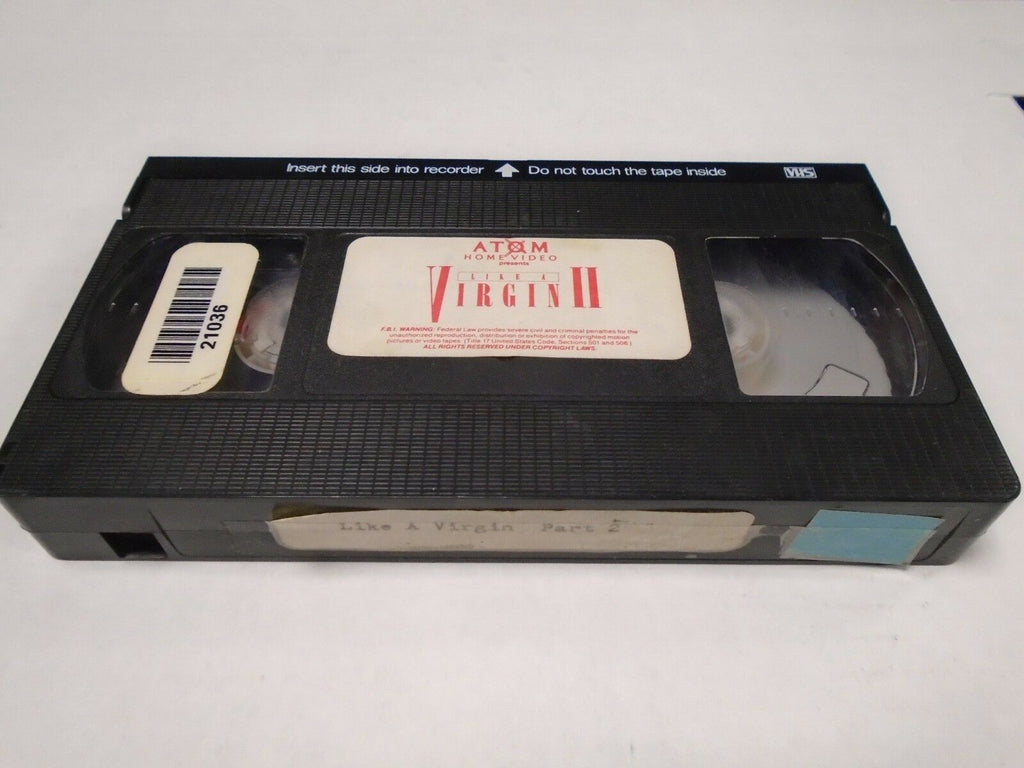 Insert this side into recorder Do not touch the tape inside VHS
21036
ATOM
HOME VIDEO
presents
LIKE A
VIRGIN II
F.B.I. WARNING: Federal Law provides severe civil and criminal penalties for the
unauthorized reproduction, distribution or exhibition of copyrighted motion
pictures or video tapes. (Title 17 United States Code, Sections 501 and 506.)
ALL RIGHTS RESERVED UNDER COPYRIGHT LAWS.
Like A Virgin Part 2